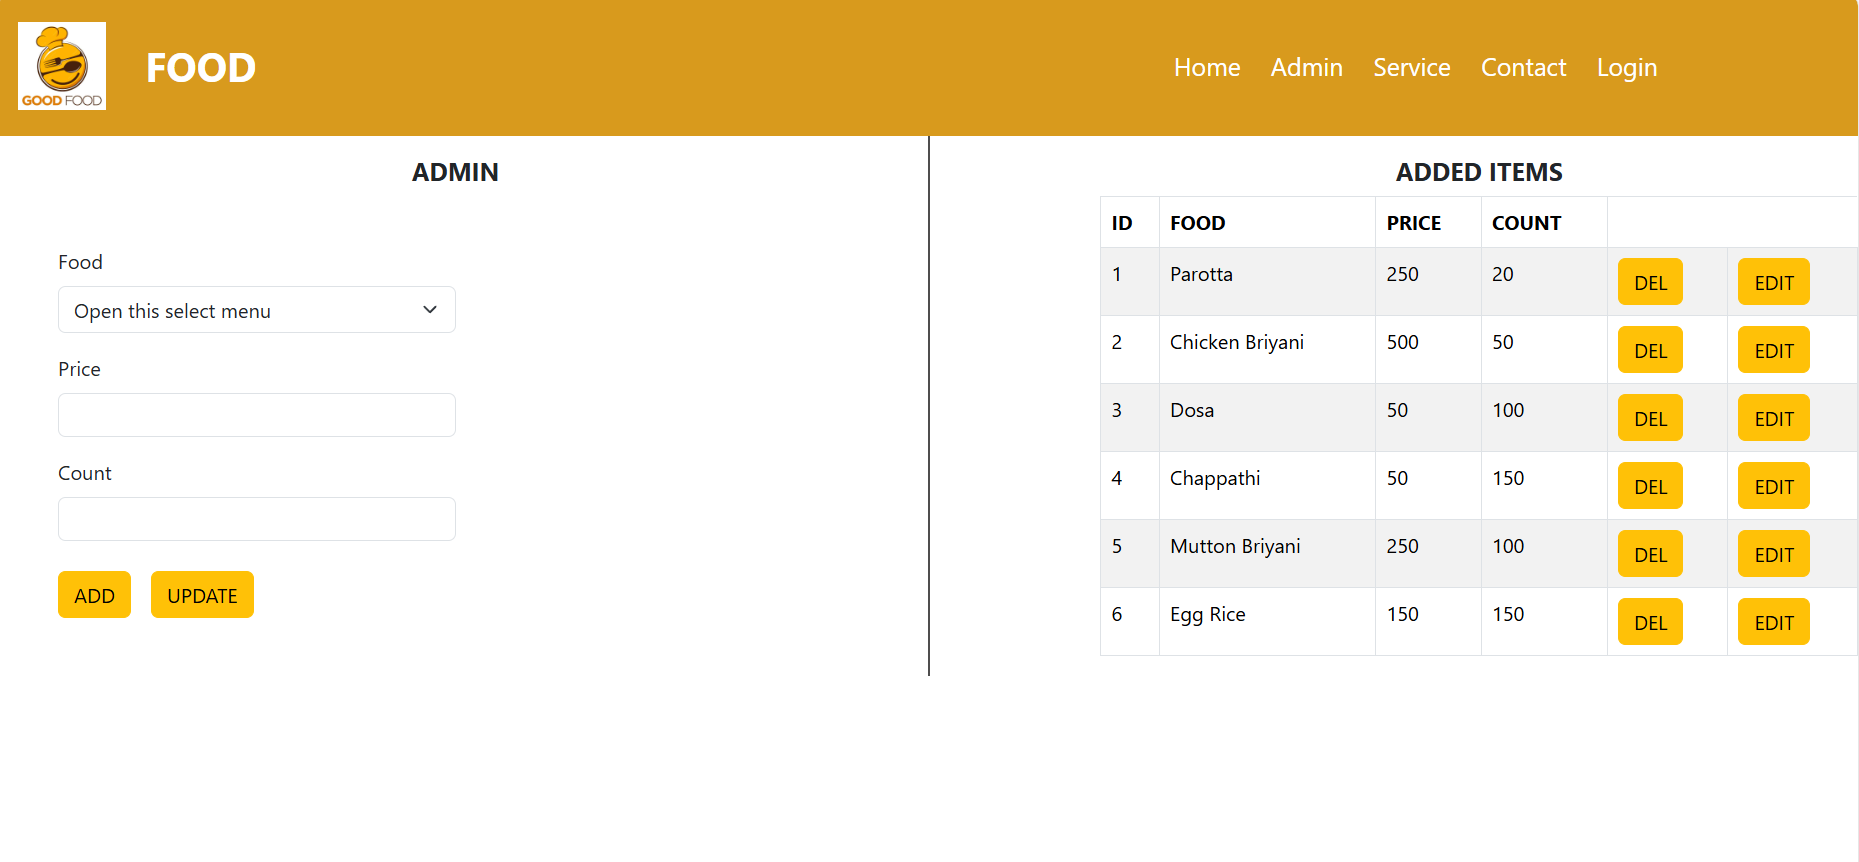 GOOD FOOD
FOOD
Home Admin Service Contact Login
ADMIN
Food
Open this select menu
Price
Count
ADD UPDATE
ADDED ITEMS
ID FOOD PRICE COUNT
1 Parotta 250 20 DEL EDIT
2 Chicken Briyani 500 50 DEL EDIT
3 Dosa 50 100 DEL EDIT
4 Chappathi 50 150 DEL EDIT
5 Mutton Briyani 250 100 DEL EDIT
6 Egg Rice 150 150 DEL EDIT